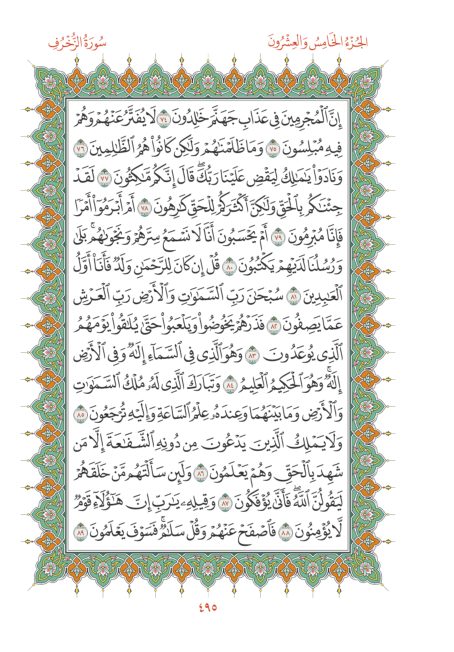 سُورَةُ الزُّخْرُفِ
الجُزْءُ الخَامِسُ وَالعِشْرُونَ
إِنَّ ٱلْمُجْرِمِينَ فِى عَذَابِ جَهَنَّمَ خَٰلِدُونَ ٧٤ لَا يُفَتَّرُ عَنْهُمْ وَهُمْ
فِيهِ مُبْلِسُونَ ٧٥ وَمَا ظَلَمْنَٰهُمْ وَلَٰكِن كَانُوا۟ هُمُ ٱلظَّٰلِمِينَ ٧٦
وَنَادَوْا۟ يَٰمَٰلِكُ لِيَقْضِ عَلَيْنَا رَبُّكَ ۖ قَالَ إِنَّكُم مَّٰكِثُونَ ٧٧ لَقَدْ
جِئْنَٰكُم بِٱلْحَقِّ وَلَٰكِنَّ أَكْثَرَكُمْ لِلْحَقِّ كَٰرِهُونَ ٧٨ أَمْ أَبْرَمُوٓا۟ أَمْرًا
فَإِنَّا مُبْرِمُونَ ٧٩ أَمْ يَحْسَبُونَ أَنَّا لَا نَسْمَعُ سِرَّهُمْ وَنَجْوَىٰهُم ۚ بَلَىٰ
وَرُسُلُنَا لَدَيْهِمْ يَكْتُبُونَ ٨٠ قُلْ إِن كَانَ لِلرَّحْمَٰنِ وَلَدٌ فَأَنَا۠ أَوَّلُ
ٱلْعَٰبِدِينَ ٨١ سُبْحَٰنَ رَبِّ ٱلسَّمَٰوَٰتِ وَٱلْأَرْضِ رَبِّ ٱلْعَرْشِ
عَمَّا يَصِفُونَ ٨٢ فَذَرْهُمْ يَخُوضُوا۟ وَيَلْعَبُوا۟ حَتَّىٰ يُلَٰقُوا۟ يَوْمَهُمُ
ٱلَّذِى يُوعَدُونَ ٨٣ وَهُوَ ٱلَّذِى فِى ٱلسَّمَآءِ إِلَٰهٌ وَفِى ٱلْأَرْضِ
إِلَٰهٌ ۚ وَهُوَ ٱلْحَكِيمُ ٱلْعَلِيمُ ٨٤ وَتَبَارَكَ ٱلَّذِى لَهُۥ مُلْكُ ٱلسَّمَٰوَٰتِ
وَٱلْأَرْضِ وَمَا بَيْنَهُمَا وَعِندَهُۥ عِلْمُ ٱلسَّاعَةِ وَإِلَيْهِ تُرْجَعُونَ ٨٥
وَلَا يَمْلِكُ ٱلَّذِينَ يَدْعُونَ مِن دُونِهِ ٱلشَّفَٰعَةَ إِلَّا مَن
شَهِدَ بِٱلْحَقِّ وَهُمْ يَعْلَمُونَ ٨٦ وَلَئِن سَأَلْتَهُم مَّنْ خَلَقَهُمْ
لَيَقُولُنَّ ٱللَّهُ ۖ فَأَنَّىٰ يُؤْفَكُونَ ٨٧ وَقِيلِهِۦ يَٰرَبِّ إِنَّ هَٰٓؤُلَآءِ قَوْمٌ
لَّا يُؤْمِنُونَ ٨٨ فَٱصْفَحْ عَنْهُمْ وَقُلْ سَلَٰمٌ ۚ فَسَوْفَ يَعْلَمُونَ ٨٩
٤٩٥